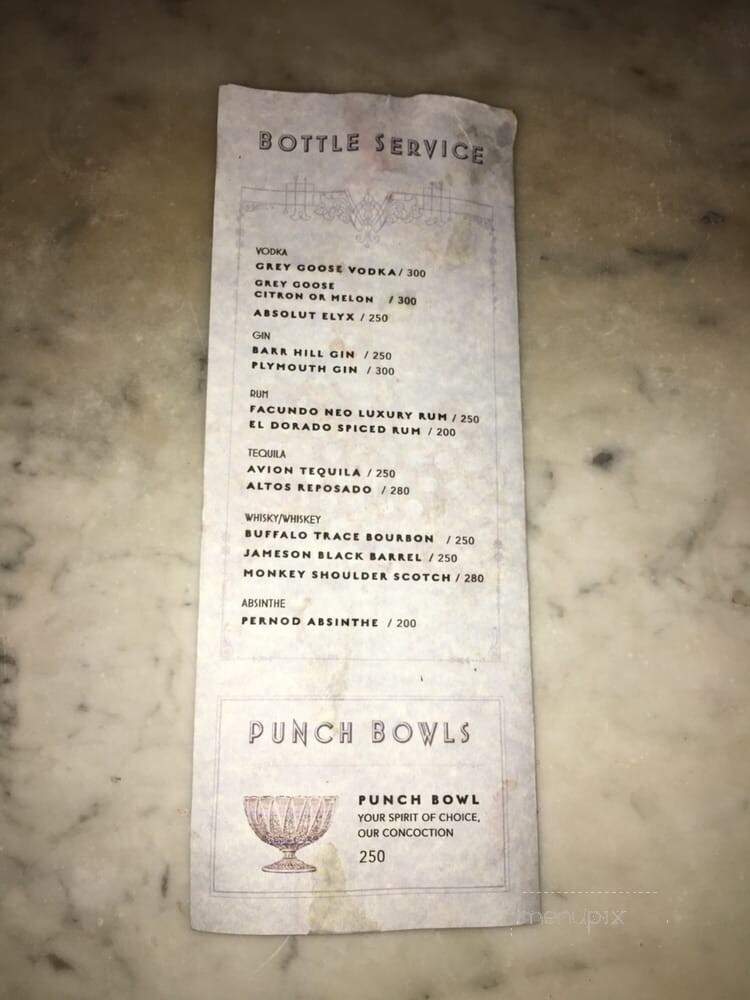 BOTTLE SERVICE
VODKA
GREY GOOSE VODKA / 300
GREY GOOSE
CITRON OR MELON / 300
ABSOLUT ELYX / 250
GIN
BARR HILL GIN / 250
PLYMOUTH GIN / 300
RUM
FACUNDO NEO LUXURY RUM / 250
EL DORADO SPICED RUM / 200
TEQUILA
AVION TEQUILA / 250
ALTOS REPOSADO / 280
WHISKY/WHISKEY
BUFFALO TRACE BOURBON / 250
JAMESON BLACK BARREL / 250
MONKEY SHOULDER SCOTCH / 280
ABSINTHE
PERNOD ABSINTHE / 200
PUNCH BOWLS
PUNCH BOWL
YOUR SPIRIT OF CHOICE,
OUR CONCOCTION
250
menupix